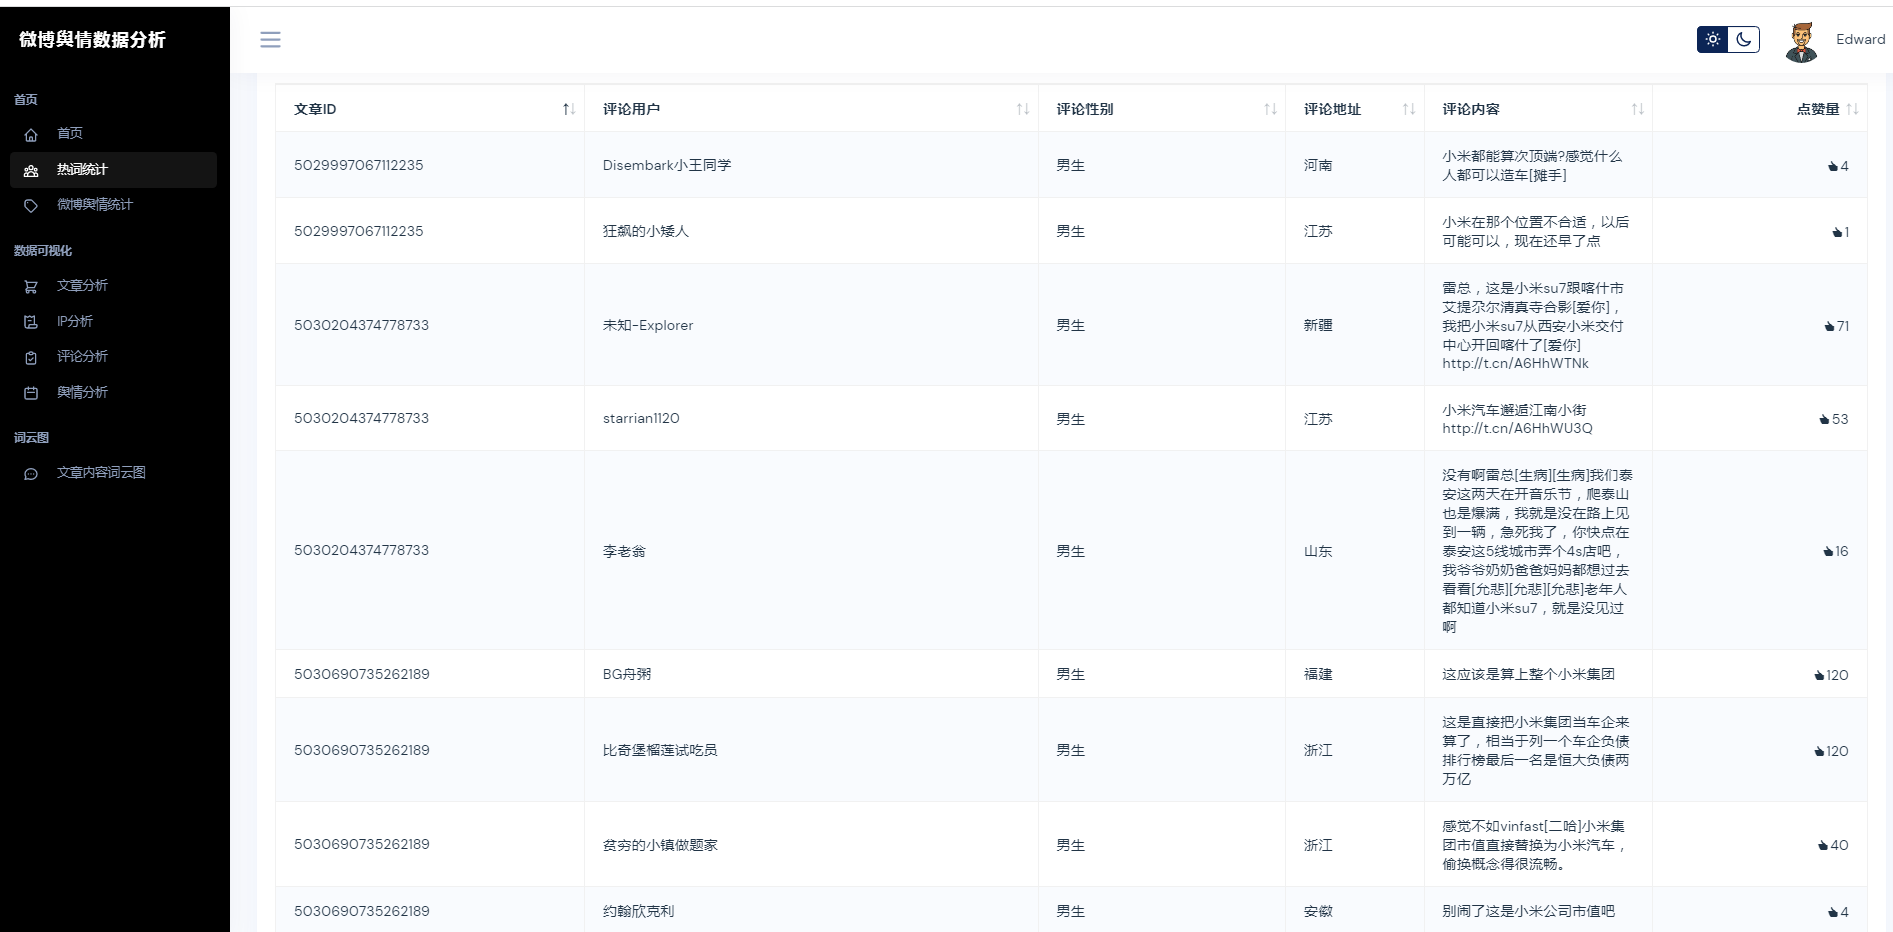 微博舆情数据分析
首页
首页
热词统计
微博舆情统计
数据可视化
文章分析
IP分析
评论分析
舆情分析
词云图
文章内容词云图
Edward
文章ID 评论用户 评论性别 评论地址 评论内容 点赞量
5029997067112235 Disembark小王同学 男生 河南 小米都能算次顶端?感觉什么
人都可以造车[摊手] 4
5029997067112235 狂飙的小矮人 男生 江苏 小米在那个位置不合适，以后
可能可以，现在还早了点 1
5030204374778733 未知-Explorer 男生 新疆 雷总，这是小米su7跟喀什市
艾提尕尔清真寺合影[爱你]，
我把小米su7从西安小米交付
中心开回喀什了[爱你]
http://t.cn/A6HhWTNk 71
5030204374778733 starrian1120 男生 江苏 小米汽车邂逅江南小街
http://t.cn/A6HhWU3Q 53
5030204374778733 李老翁 男生 山东 没有啊雷总[生病][生病]我们泰
安这两天在开音乐节，爬泰山
也是爆满，我就是没在路上见
到一辆，急死我了，你快点在
泰安这5线城市弄个4s店吧，
我爷爷奶奶爸爸妈妈都想过去
看看[允悲][允悲][允悲]老年人
都知道小米su7，就是没见过
啊 16
5030690735262189 BG舟粥 男生 福建 这应该是算上整个小米集团 120
5030690735262189 比奇堡榴莲试吃员 男生 浙江 这是直接把小米集团当车企来
算了，相当于列一个车企负债
排行榜最后一名是恒大负债两
万亿 120
5030690735262189 贫穷的小镇做题家 男生 浙江 感觉不如vinfast[二哈]小米集
团市值直接替换为小米汽车，
偷换概念得很流畅。 40
5030690735262189 约翰欣克利 男生 安徽 别闹了这是小米公司市值吧 4